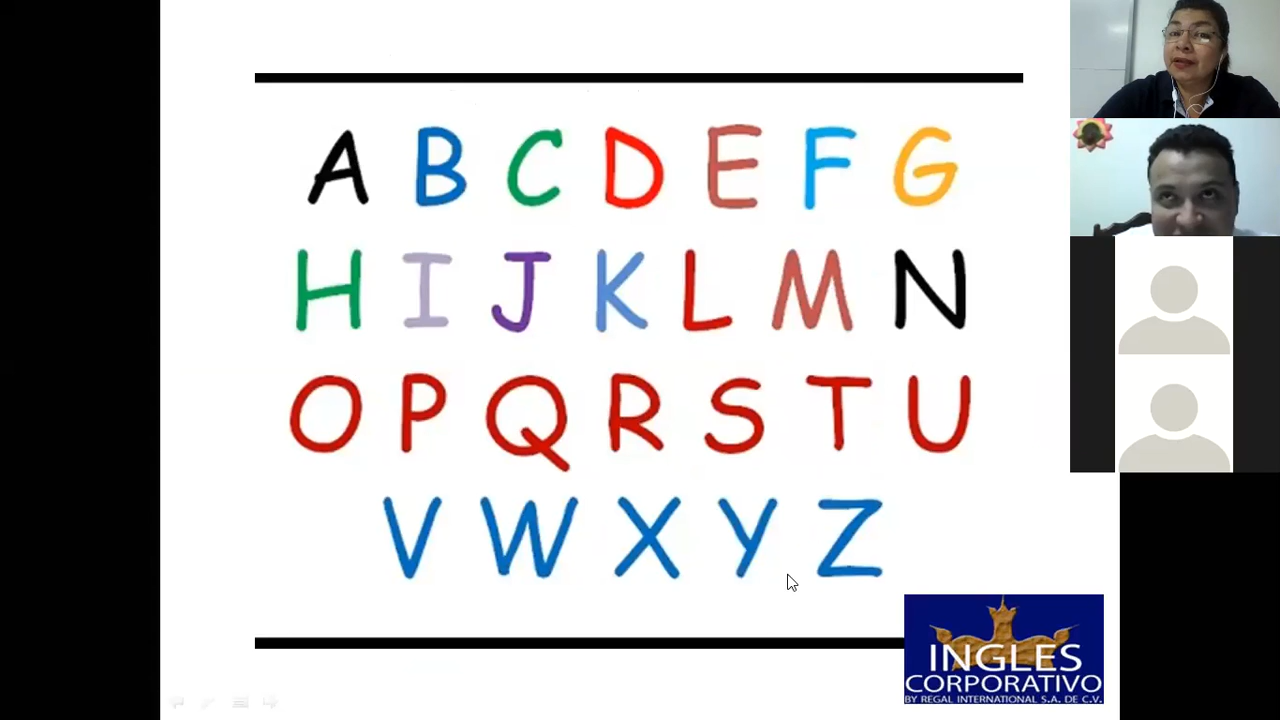 A B C D E F G
H I J K L M N
O P Q R S T U
V W X Y Z
INGLES
CORPORATIVO
BY REGAL INTERNATIONAL S.A. DE C.V.